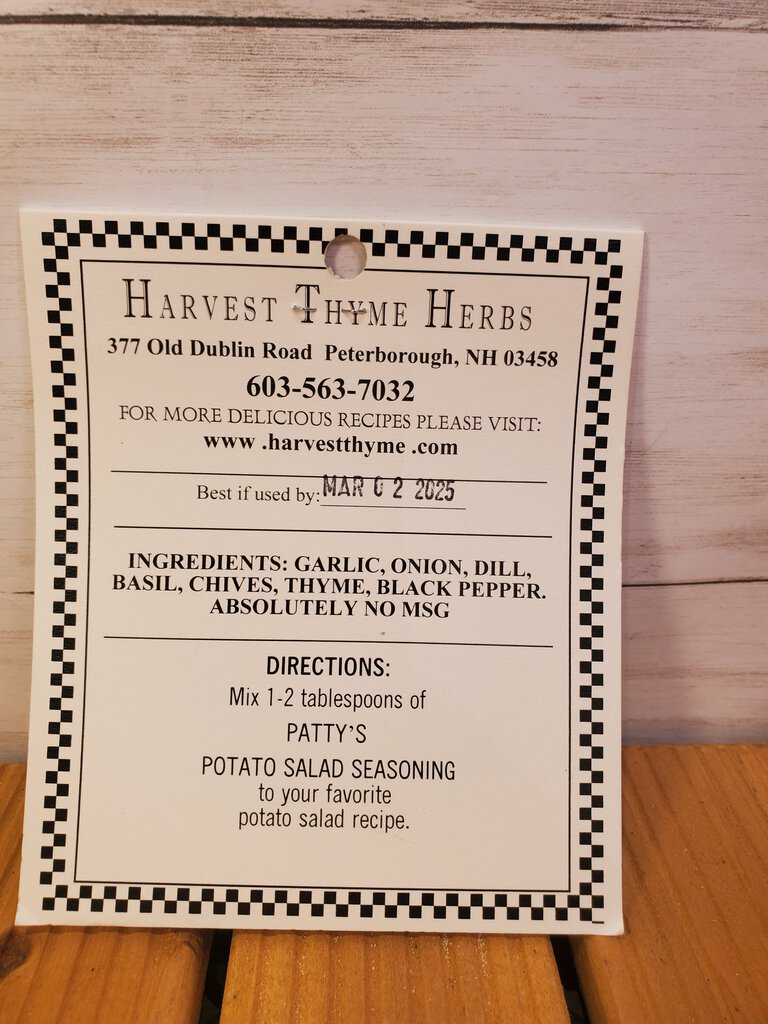 HARVEST THYME HERBS
377 Old Dublin Road Peterborough, NH 03458
603-563-7032
FOR MORE DELICIOUS RECIPES PLEASE VISIT:
www .harvestthyme .com
Best if used by: MAR 02 2025
INGREDIENTS: GARLIC, ONION, DILL,
BASIL, CHIVES, THYME, BLACK PEPPER.
ABSOLUTELY NO MSG
DIRECTIONS:
Mix 1-2 tablespoons of
PATTY'S
POTATO SALAD SEASONING
to your favorite
potato salad recipe.